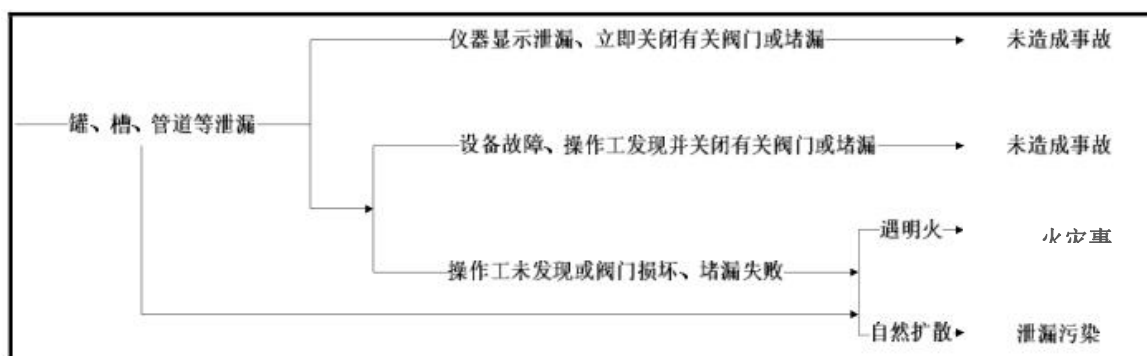 仪器显示泄漏、立即关闭有关阀门或堵漏
未造成事故
罐、槽、管道等泄漏
设备故障、操作工发现并关闭有关阀门或堵漏
未造成事故
遇明火
火灾事
操作工未发现或阀门损坏、堵漏失败
自然扩散
泄漏污染